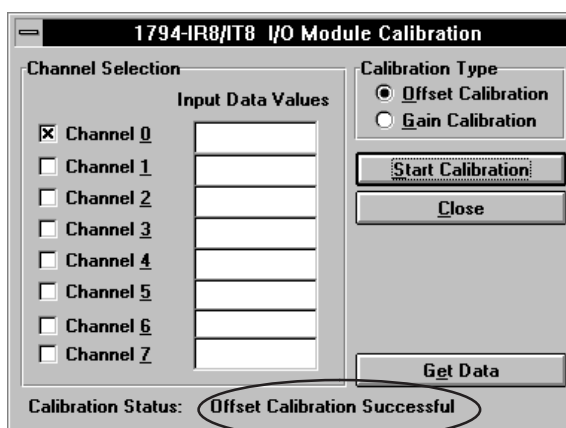 1794-IR8/IT8 I/O Module Calibration
Channel Selection
Input Data Values
Channel 0
Channel 1
Channel 2
Channel 3
Channel 4
Channel 5
Channel 6
Channel 7
Calibration Type
Offset Calibration
Gain Calibration
Start Calibration
Close
Get Data
Calibration Status: Offset Calibration Successful